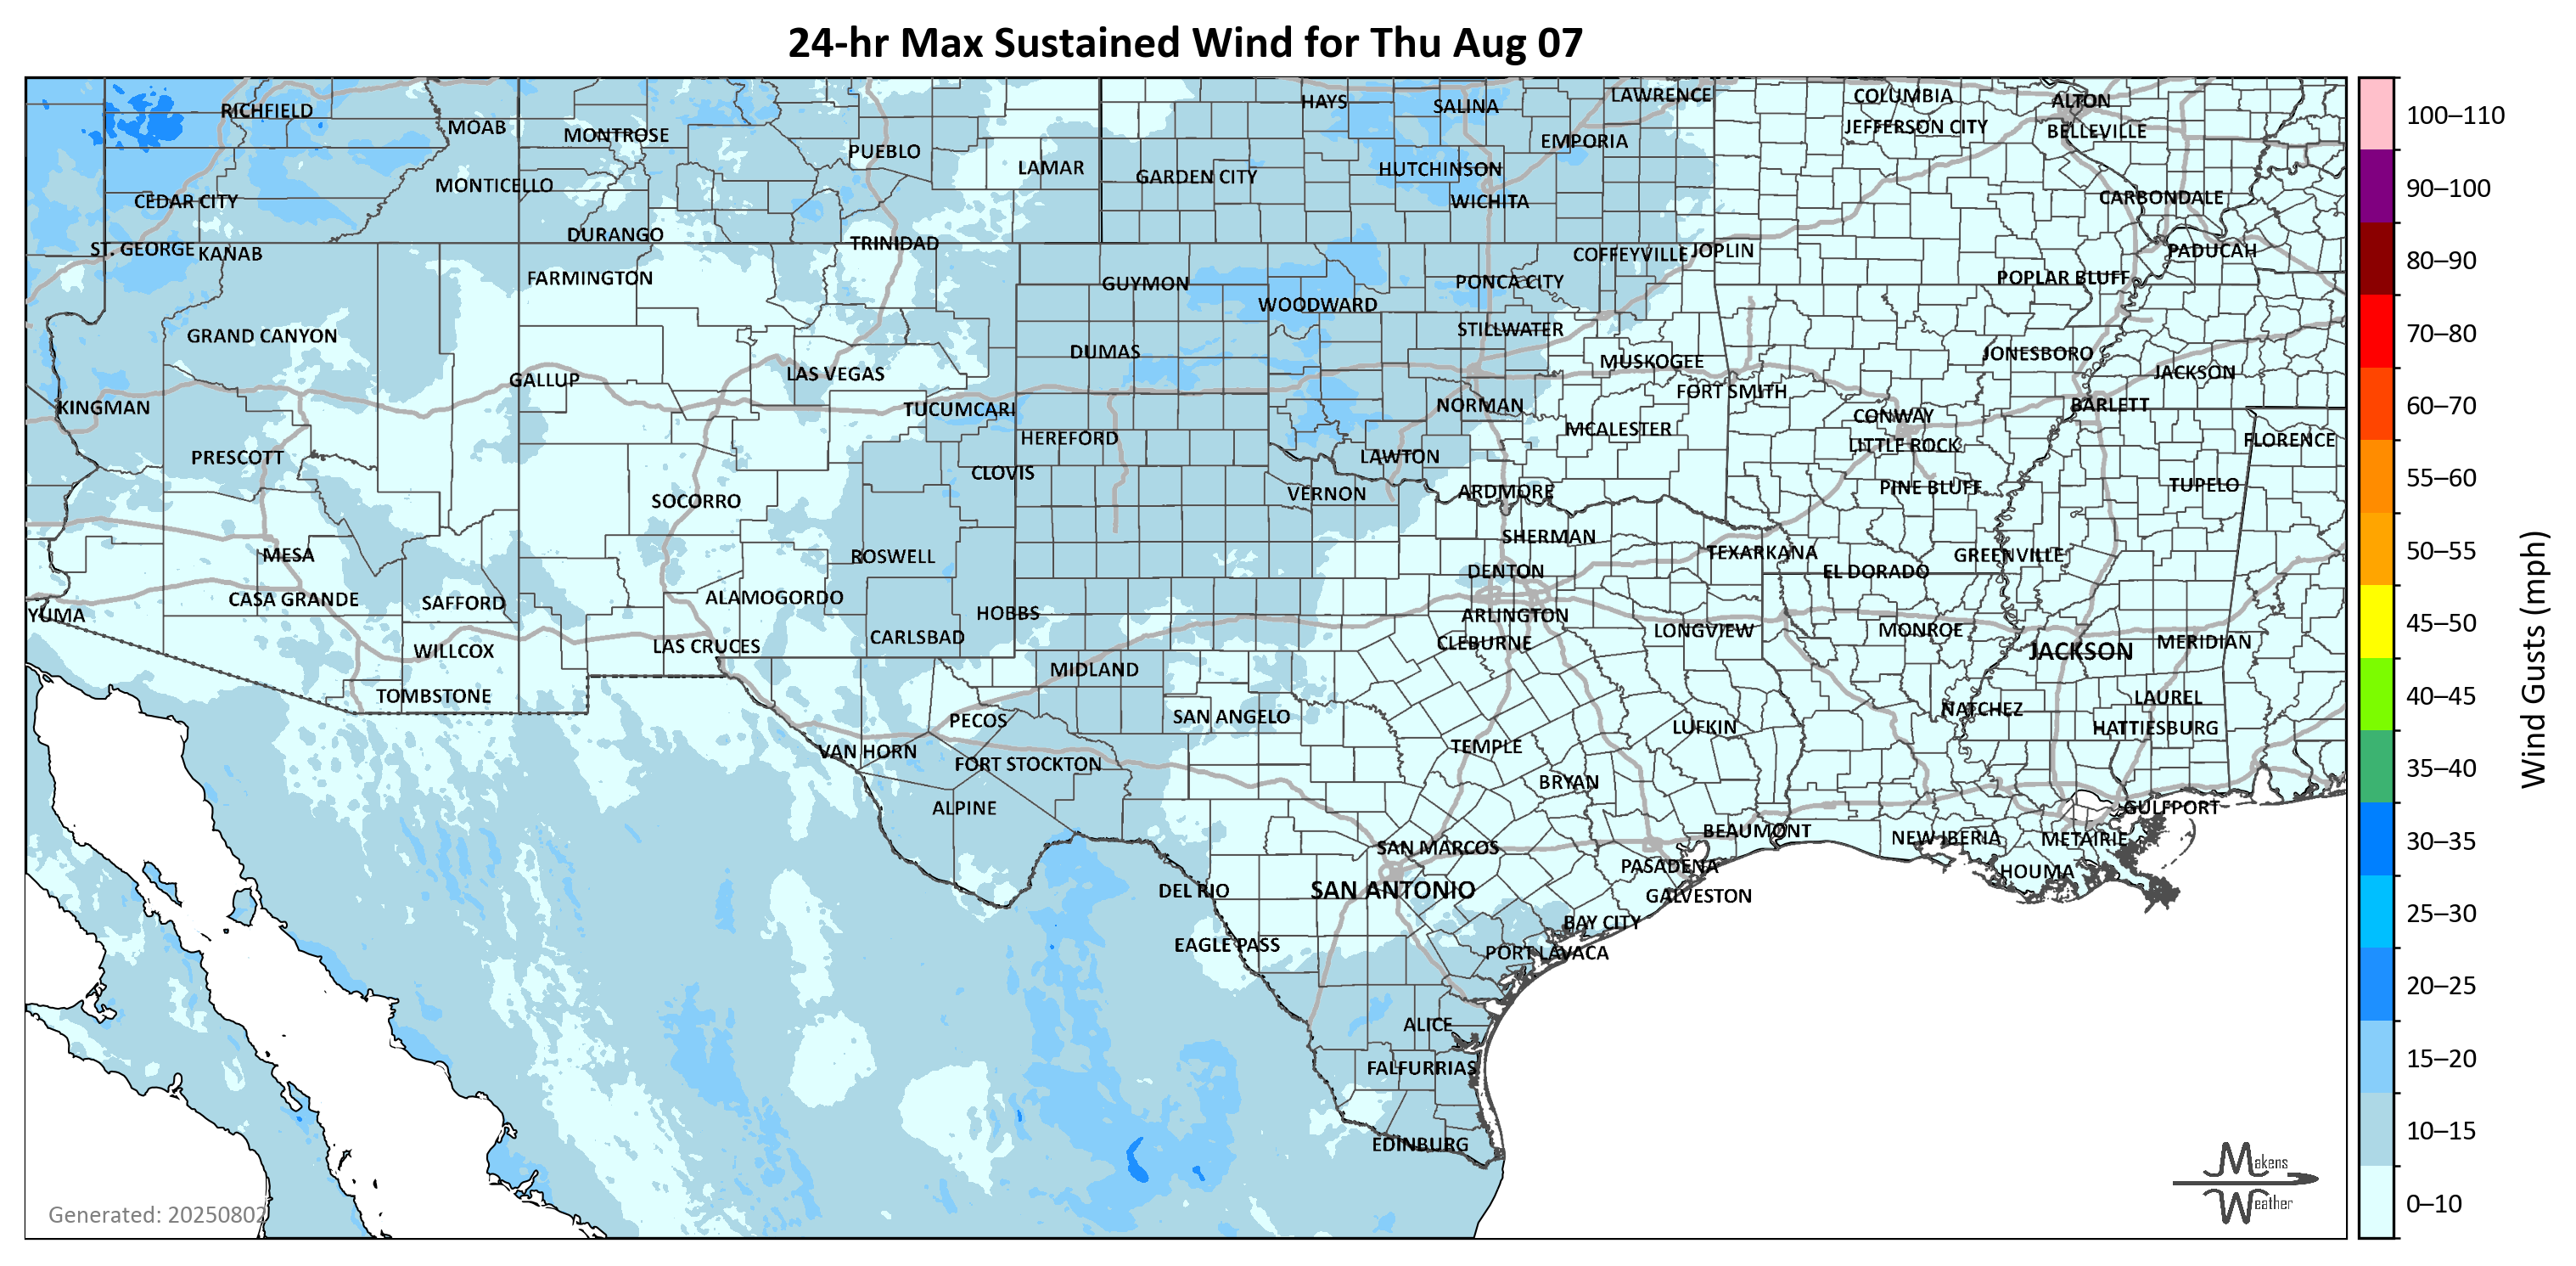 24-hr Max Sustained Wind for Thu Aug 07
HAYS
SALINA
LAWRENCE
COLUMBIA
ALTON
RICHFIELD
MOAB
MONTROSE
JEFFERSON CITY
BELLEVILLE
PUEBLO
EMPORIA
LAMAR
GARDEN CITY
HUTCHINSON
MONTICELLO
CEDAR CITY
WICHITA
CARBONDALE
DURANGO
TRINIDAD
ST. GEORGE
KANAB
COFFEYVILLE
JOPLIN
PADUCAH
FARMINGTON
GUYMON
PONCA CITY
POPLAR BLUFF
WOODWARD
GRAND CANYON
STILLWATER
DUMAS
MUSKOGEE
JONESBORO
GALLUP
LAS VEGAS
JACKSON
FORT SMITH
KINGMAN
TUCUMCARI
NORMAN
CONWAY
BARLETT
HEREFORD
MCALESTER
LITTLE ROCK
FLORENCE
PRESCOTT
CLOVIS
LAWTON
SOCORRO
VERNON
ARDMORE
PINE BLUFF
TUPELO
MESA
ROSWELL
SHERMAN
TEXARKANA
GREENVILLE
DENTON
EL DORADO
CASA GRANDE
SAFFORD
ALAMOGORDO
HOBBS
ARLINGTON
YUMA
WILLCOX
LAS CRUCES
CARLSBAD
CLEBURNE
LONGVIEW
MONROE
JACKSON
MERIDIAN
TOMBSTONE
MIDLAND
PECOS
SAN ANGELO
LUFKIN
NATCHEZ
LAUREL
HATTIESBURG
VAN HORN
FORT STOCKTON
TEMPLE
BRYAN
ALPINE
GULFPORT
SAN MARCOS
BEAUMONT
NEW IBERIA
METAIRIE
DEL RIO
SAN ANTONIO
PASADENA
GALVESTON
HOUMA
EAGLE PASS
BAY CITY
PORT LAVACA
ALICE
FALFURRIAS
EDINBURG
Generated: 20250802
Makens
Weather
100–110
90–100
80–90
70–80
60–70
55–60
50–55
45–50
40–45
35–40
30–35
25–30
20–25
15–20
10–15
0–10
Wind Gusts (mph)